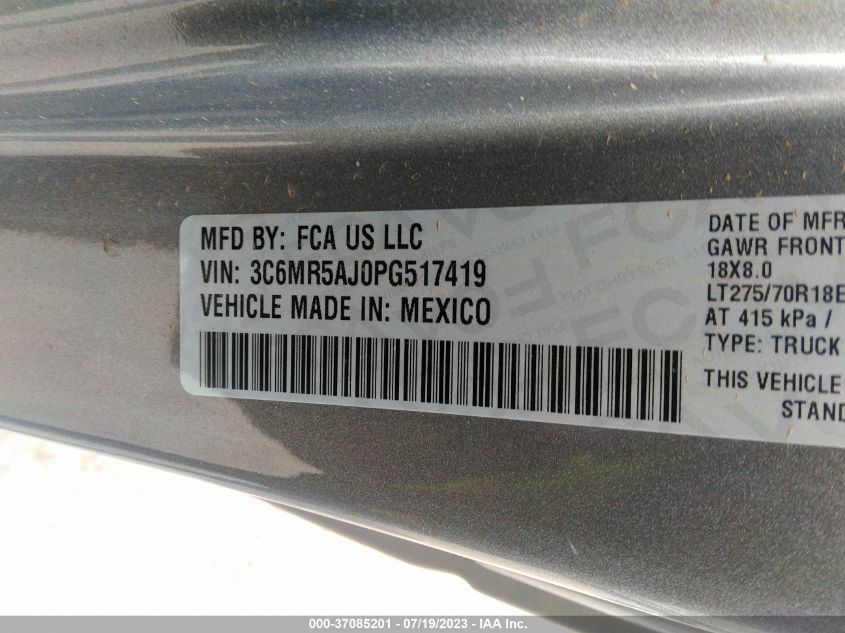 MFD BY: FCA US LLC
VIN: 3C6MR5AJ0PG517419
VEHICLE MADE IN: MEXICO
DATE OF MFR
GAWR FRONT
18X8.0
LT275/70R18E
AT 415 kPa /
TYPE: TRUCK
THIS VEHICLE
STAND
000-37085201 - 07/19/2023 - IAA Inc.